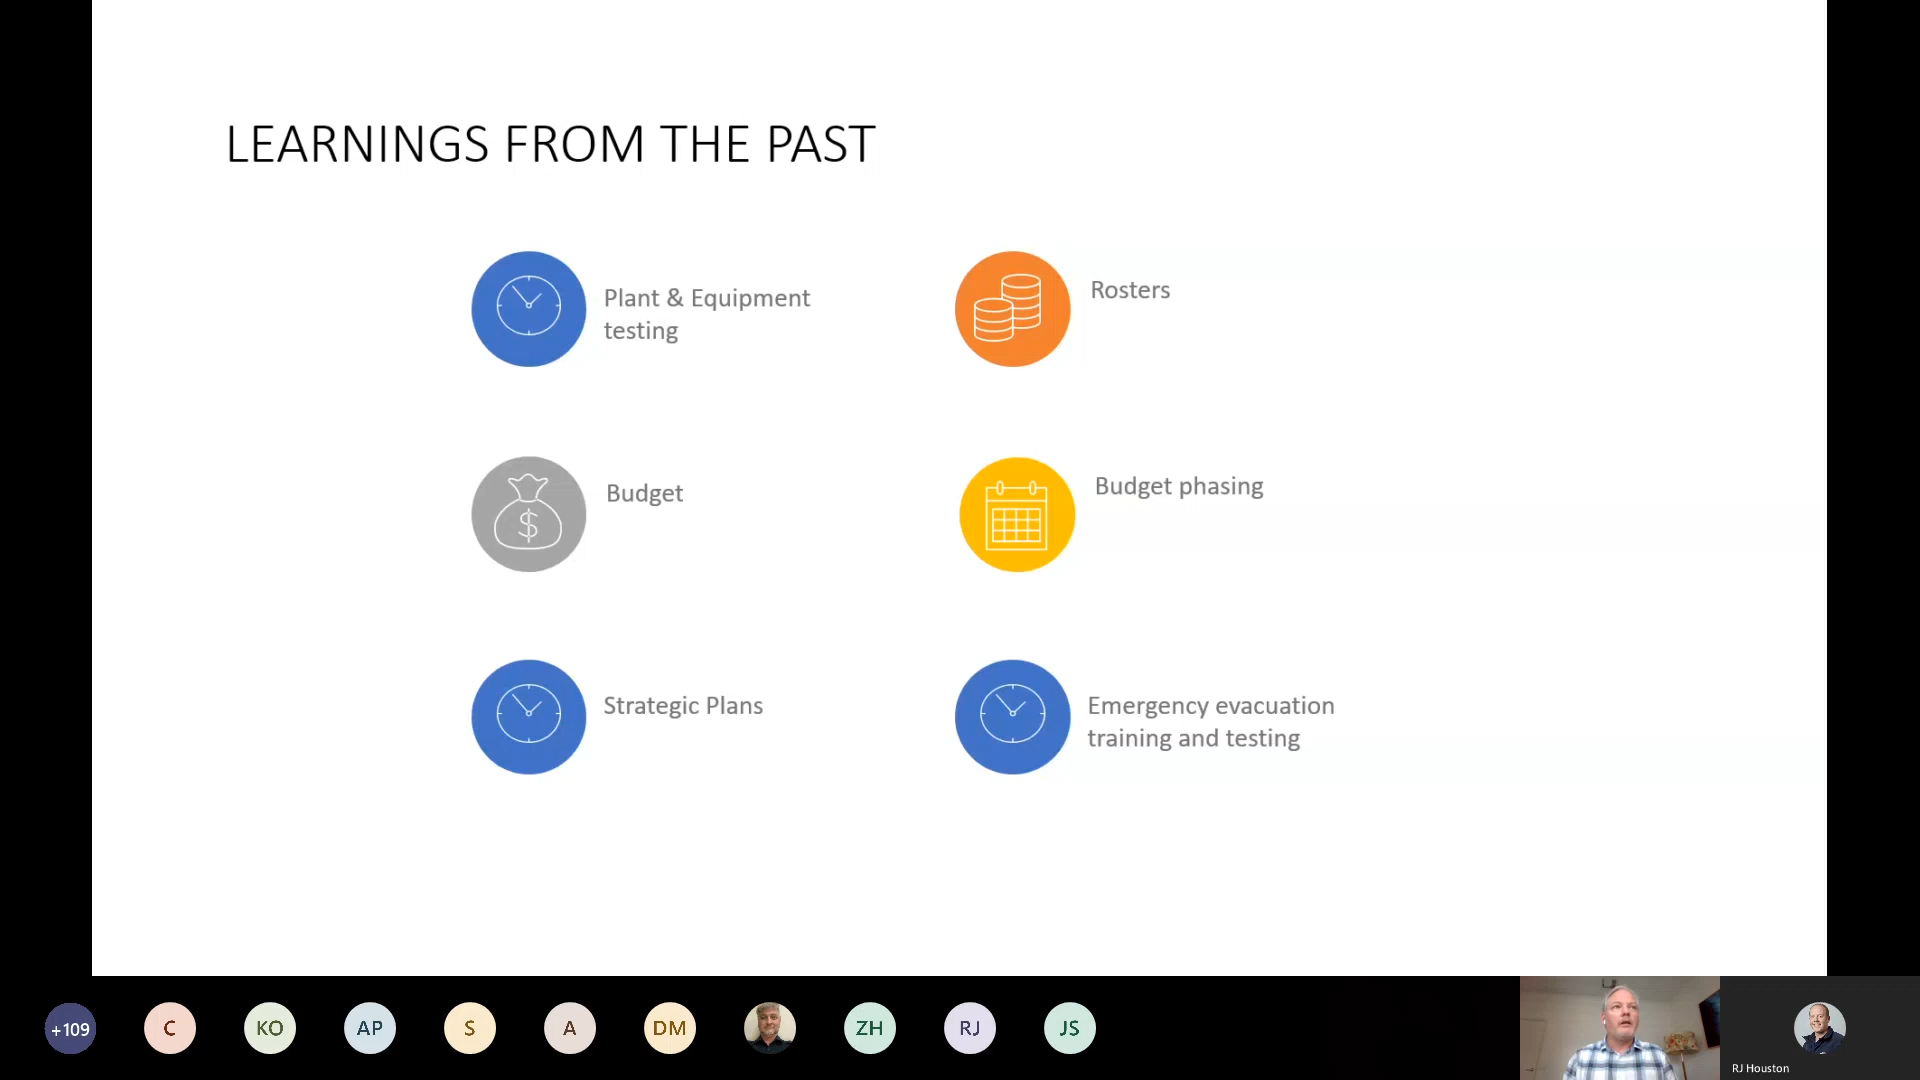 LEARNINGS FROM THE PAST
Plant & Equipment
testing
Rosters
$
Budget
Budget phasing
Strategic Plans
Emergency evacuation
training and testing
+109
C
KO
AP
S
A
DM
ZH
RJ
JS
RJ Houston